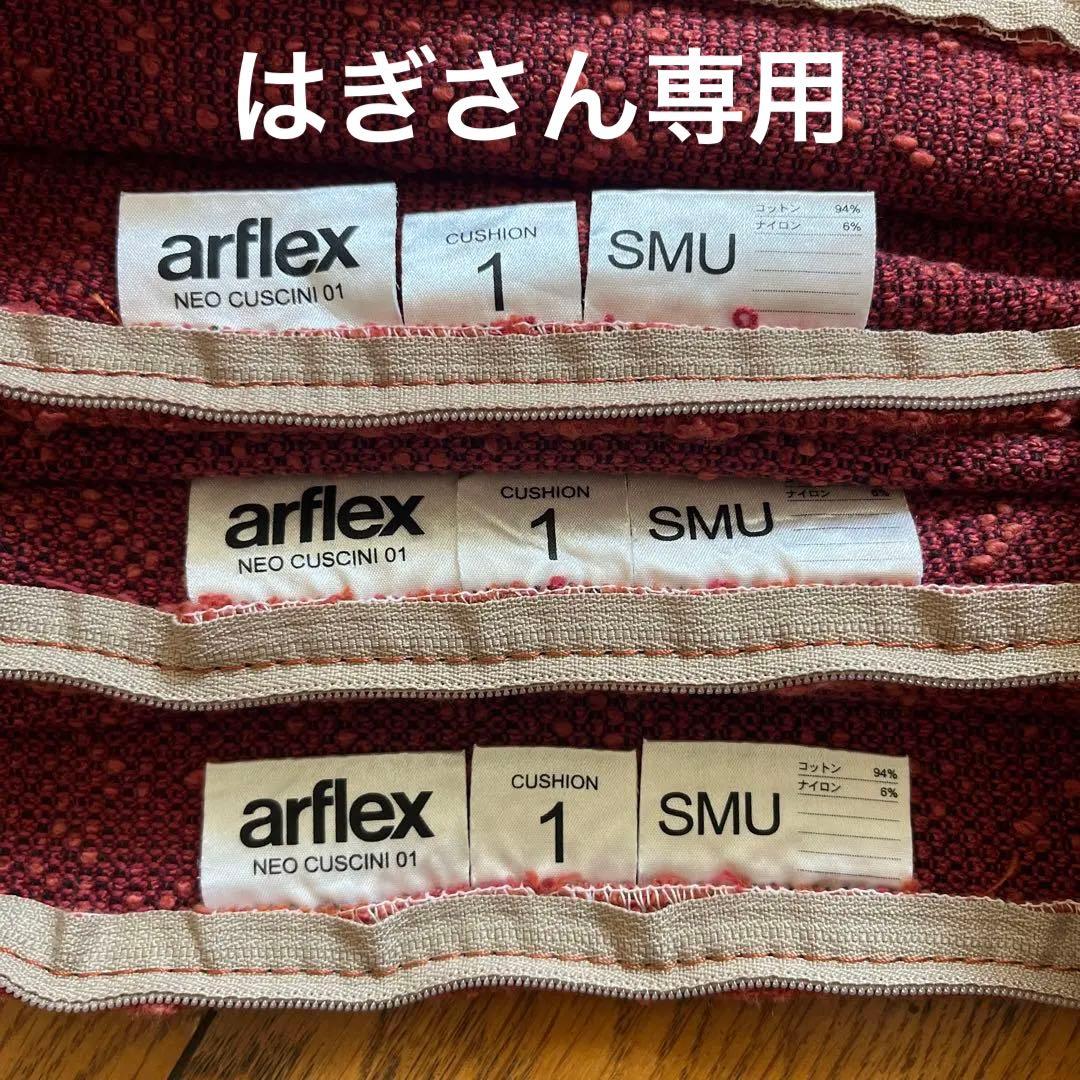 はぎさん専用
arflex
NEO CUSCINI 01
CUSHION
1
SMU
コットン 94%
ナイロン 6%
arflex
NEO CUSCINI 01
CUSHION
1
SMU
ナイロン 6%
arflex
NEO CUSCINI 01
CUSHION
1
SMU
コットン 94%
ナイロン 6%